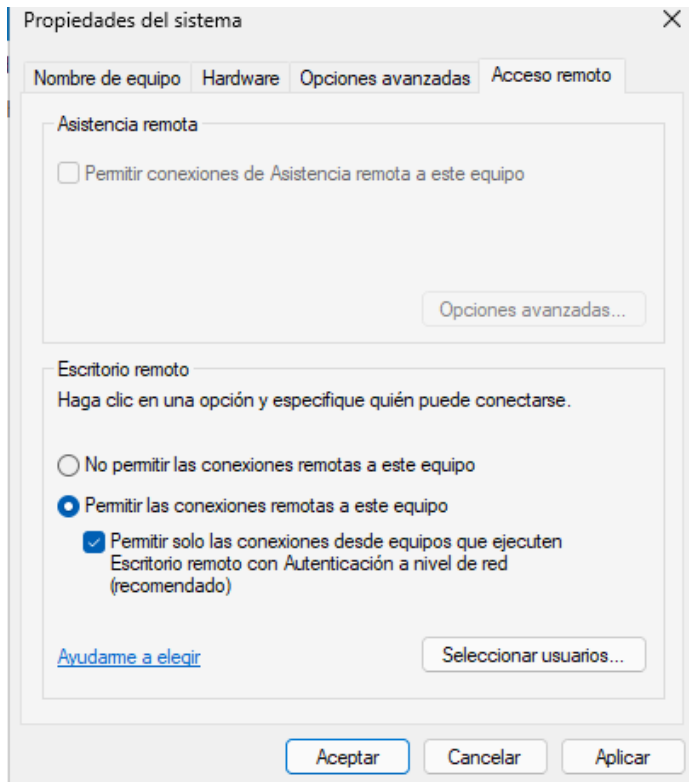 Propiedades del sistema
Nombre de equipo Hardware Opciones avanzadas Acceso remoto
Asistencia remota
Permitir conexiones de Asistencia remota a este equipo
Opciones avanzadas...
Escritorio remoto
Haga clic en una opción y especifique quién puede conectarse.
No permitir las conexiones remotas a este equipo
Permitir las conexiones remotas a este equipo
Permitir solo las conexiones desde equipos que ejecuten
Escritorio remoto con Autenticación a nivel de red
(recomendado)
Ayudarme a elegir
Seleccionar usuarios...
Aceptar Cancelar Aplicar